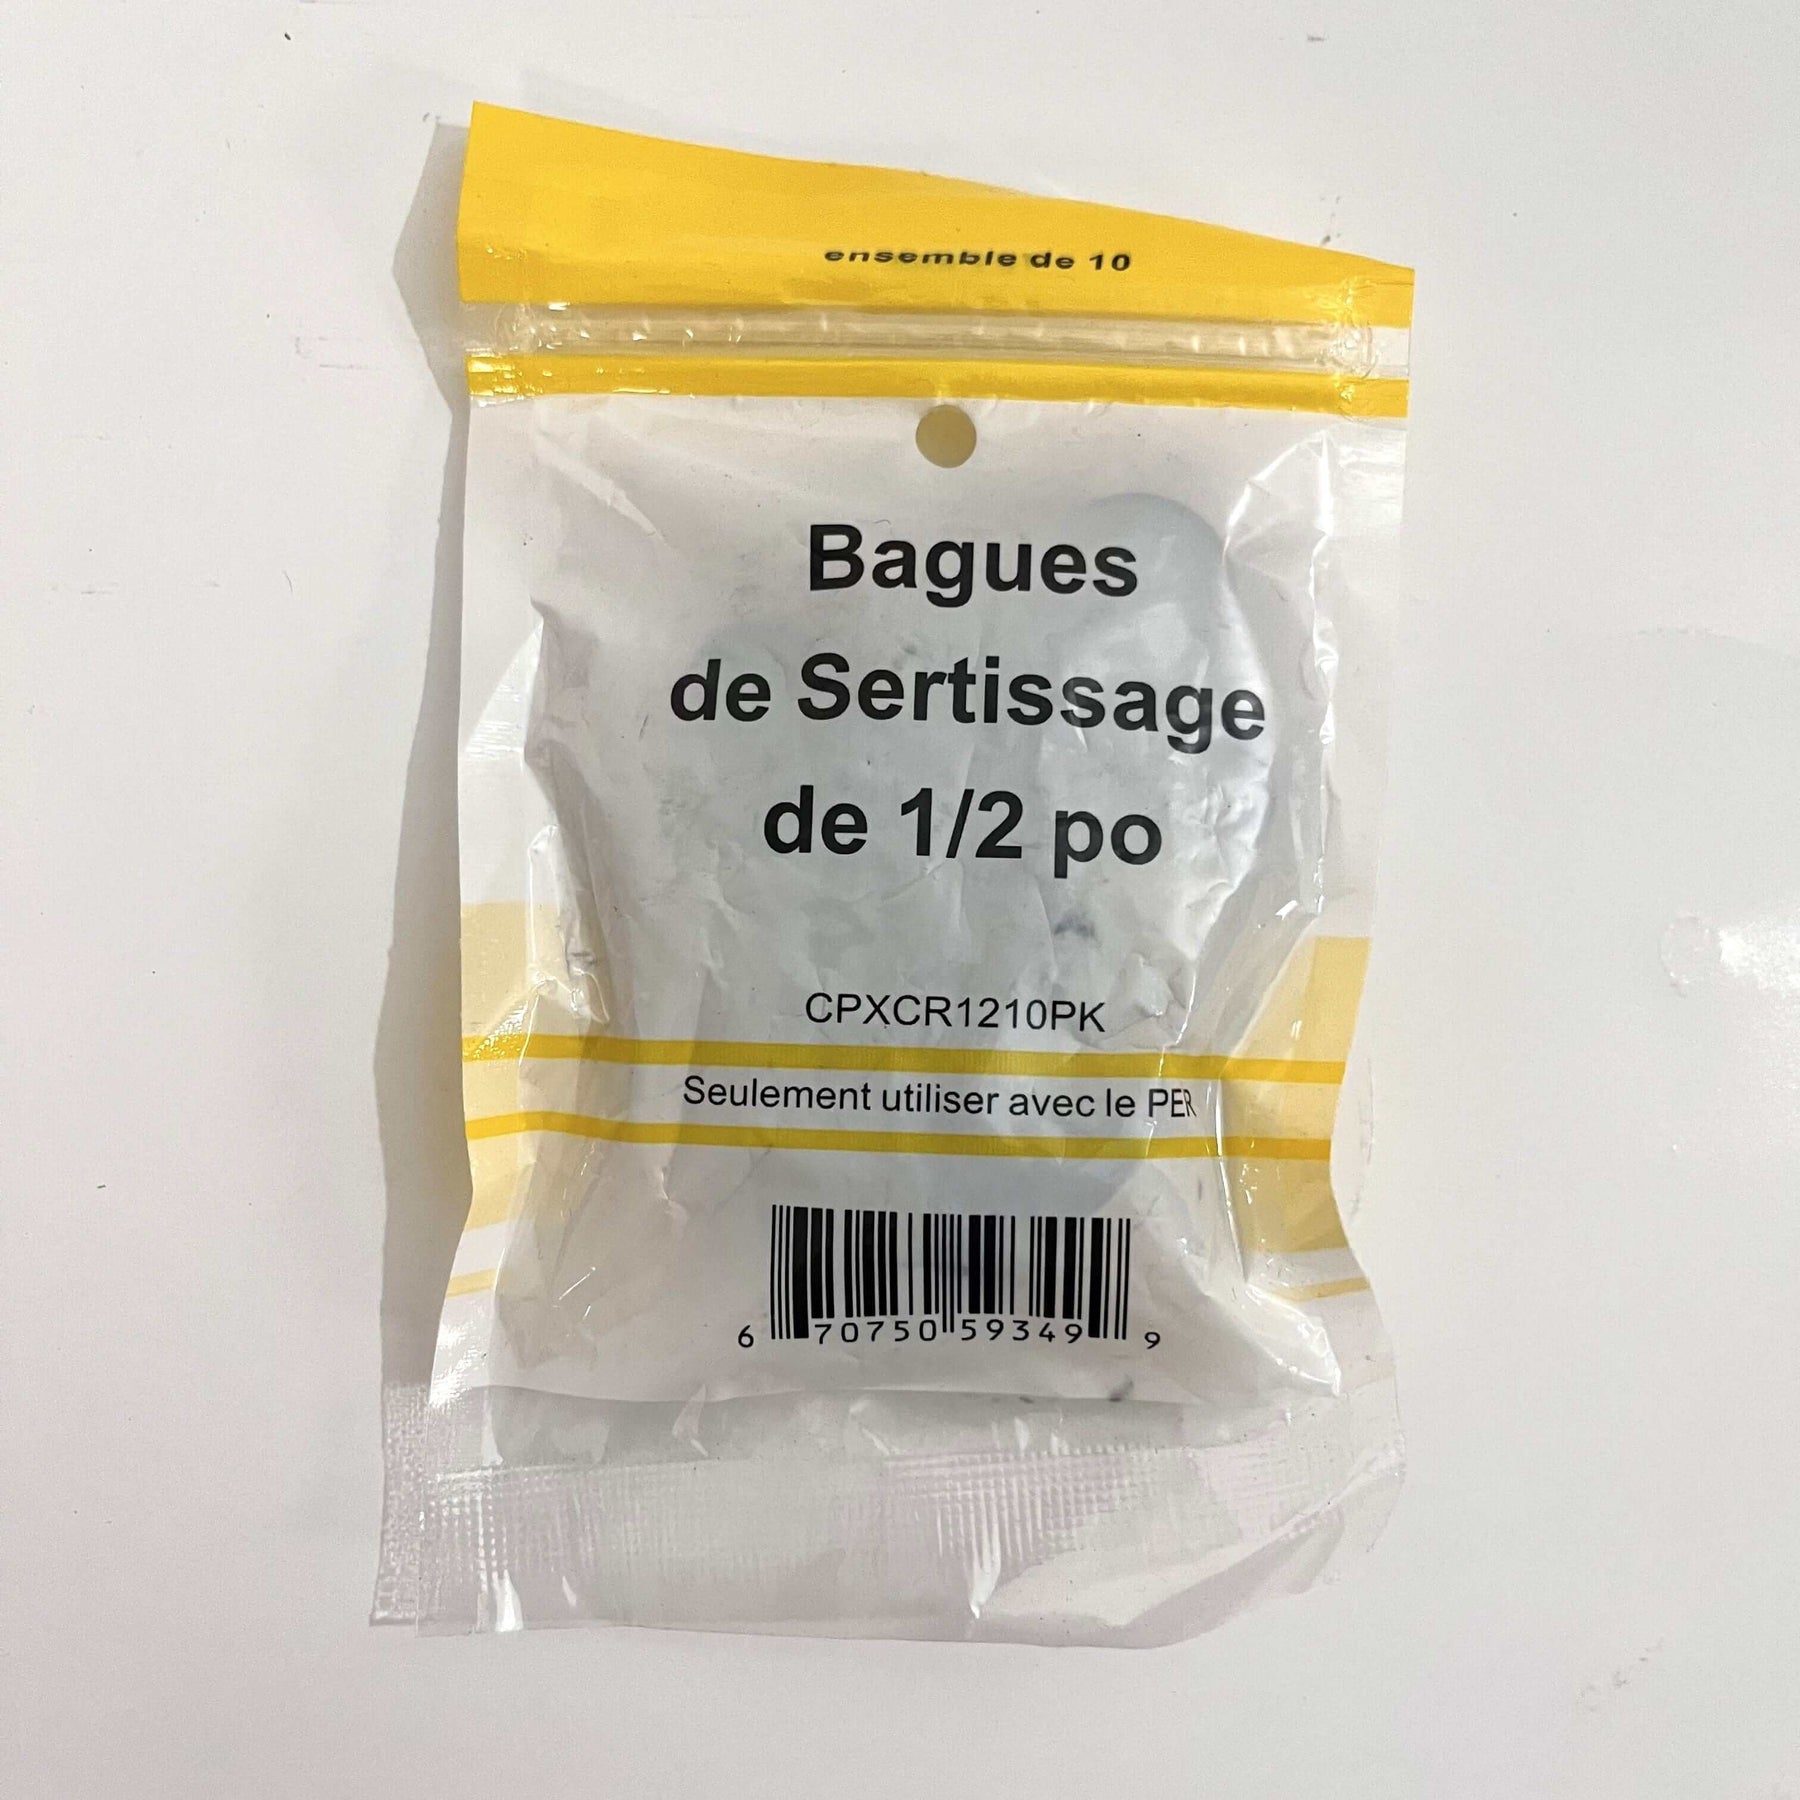 ensemble de 10
Bagues
de Sertissage
de 1/2 po
CPXCR1210PK
Seulement utiliser avec le PER
6 70750 59349 9